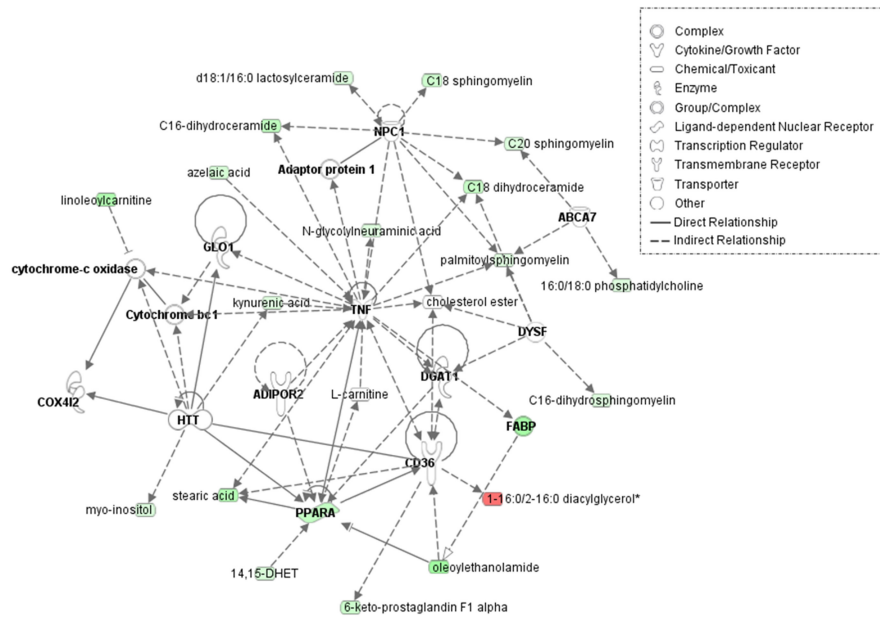 Complex
Cytokine/Growth Factor
Chemical/Toxicant
Enzyme
Group/Complex
Ligand-dependent Nuclear Receptor
Transcription Regulator
Transmembrane Receptor
Transporter
Other
Direct Relationship
Indirect Relationship
d18:1/16:0 lactosylceramide
C18 sphingomyelin
C16-dihydroceramide
NPC1
C20 sphingomyelin
Adaptor protein 1
azelaic acid
C18 dihydroceramide
linoleoylcarnitine
ABCA7
N-glycolylneuraminic acid
GLO1
palmitoylsphingomyelin
cytochrome-c oxidase
16:0/18:0 phosphatidylcholine
kynurenic acid
cholesterol ester
Cytochrome bc1
TNF
DYSF
DGAT1
COX4I2
ADIPOR2
L-carnitine
C16-dihydrosphingomyelin
HTT
FABP
CD36
stearic acid
1-16:0/2-16:0 diacylglycerol*
myo-inositol
PPARA
14,15-DHET
oleoylethanolamide
6-keto-prostaglandin F1 alpha